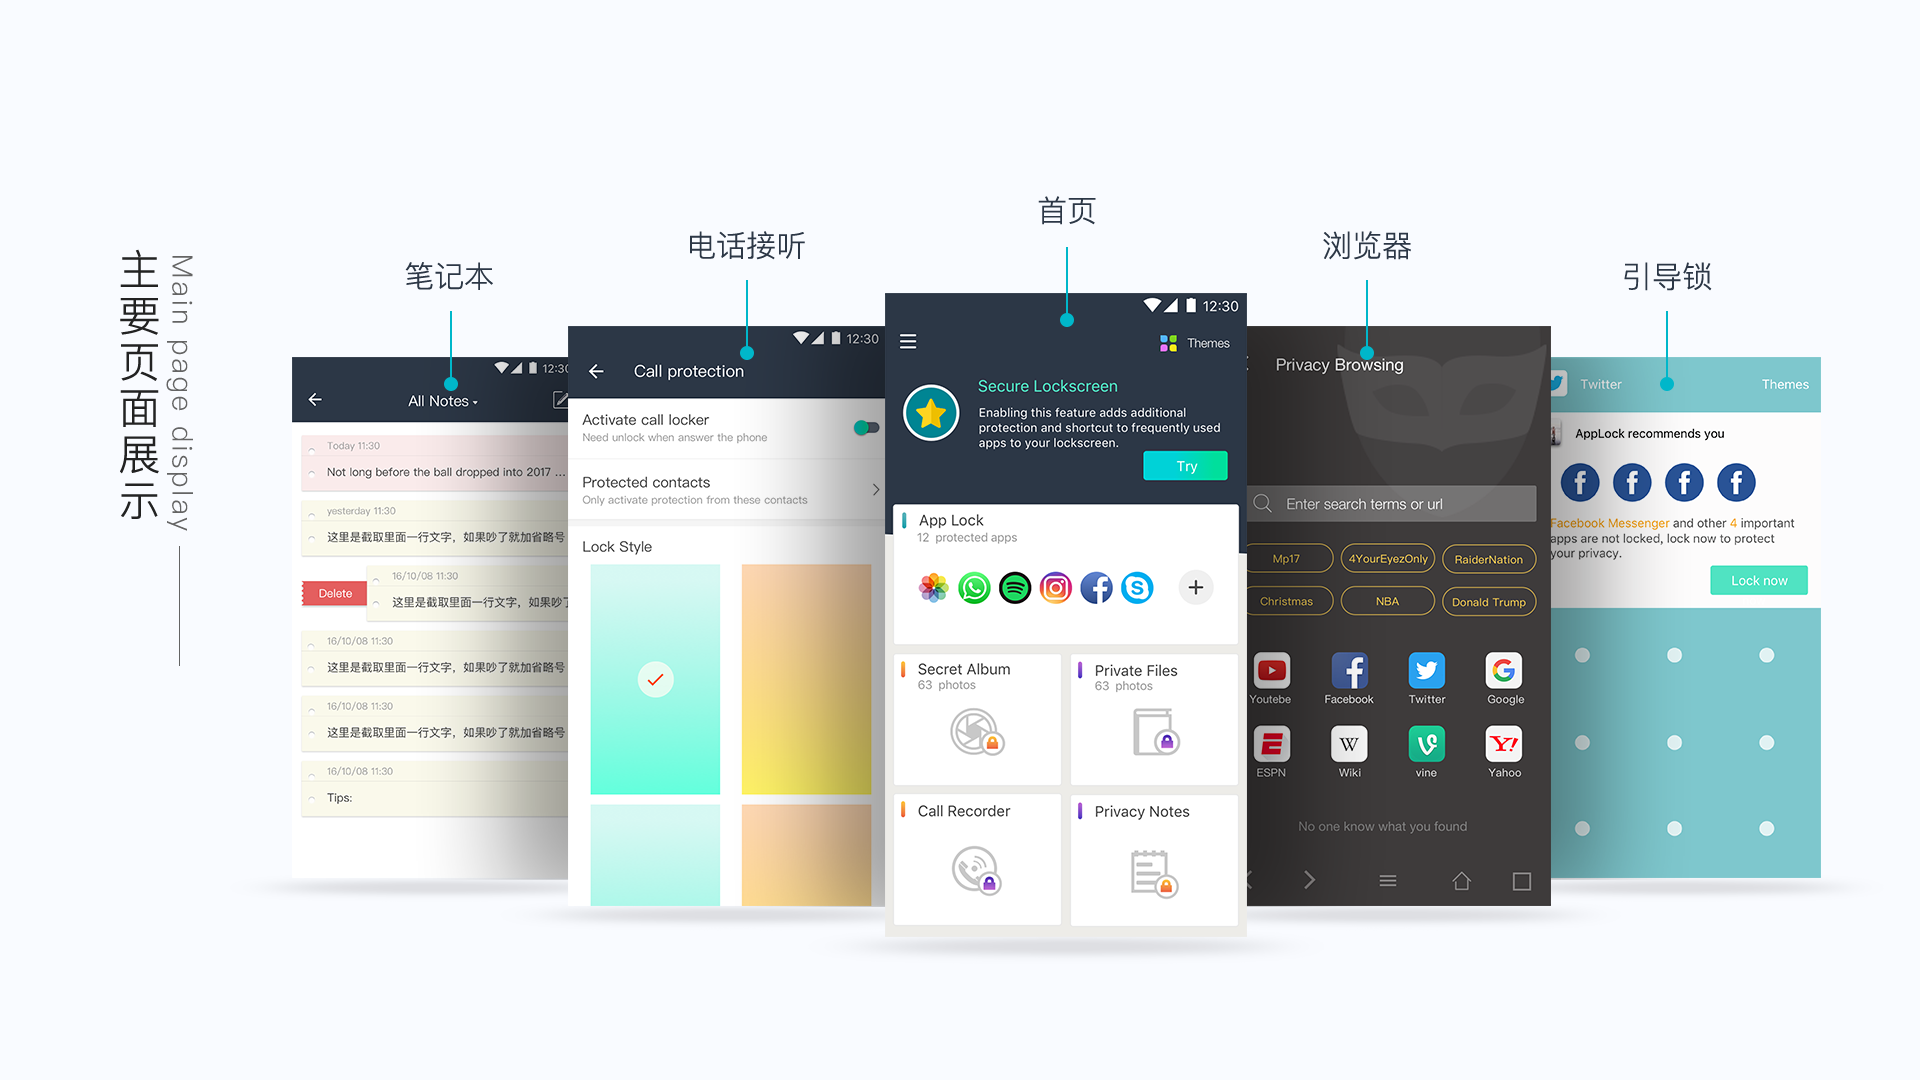 主要页面展示
Main page display
笔记本
电话接听
首页
浏览器
引导锁
12:30
All Notes
Today 11:30
Not long before the ball dropped into 2017 ...
yesterday 11:30
这里是截取里面一行文字，如果吵了就加省略号
16/10/08 11:30
Delete
这里是截取里面一行文字，如果吵了
16/10/08 11:30
这里是截取里面一行文字，如果吵了就加省略号
16/10/08 11:30
这里是截取里面一行文字，如果吵了就加省略号
16/10/08 11:30
Tips:
12:30
Call protection
Activate call locker
Need unlock when answer the phone
Protected contacts
Only activate protection from these contacts
Lock Style
12:30
Themes
Secure Lockscreen
Enabling this feature adds additional
protection and shortcut to frequently used
apps to your lockscreen.
Try
App Lock
12 protected apps
Secret Album
63 photos
Private Files
63 photos
Call Recorder
Privacy Notes
Privacy Browsing
Enter search terms or url
Mp17
4YourEyezOnly
RaiderNation
Christmas
NBA
Donald Trump
Youtebe
Facebook
Twitter
Google
W
Y!
ESPN
Wiki
vine
Yahoo
No one know what you found
Twitter
Themes
AppLock recommends you
Facebook Messenger and other 4 important
apps are not locked, lock now to protect
your privacy.
Lock now